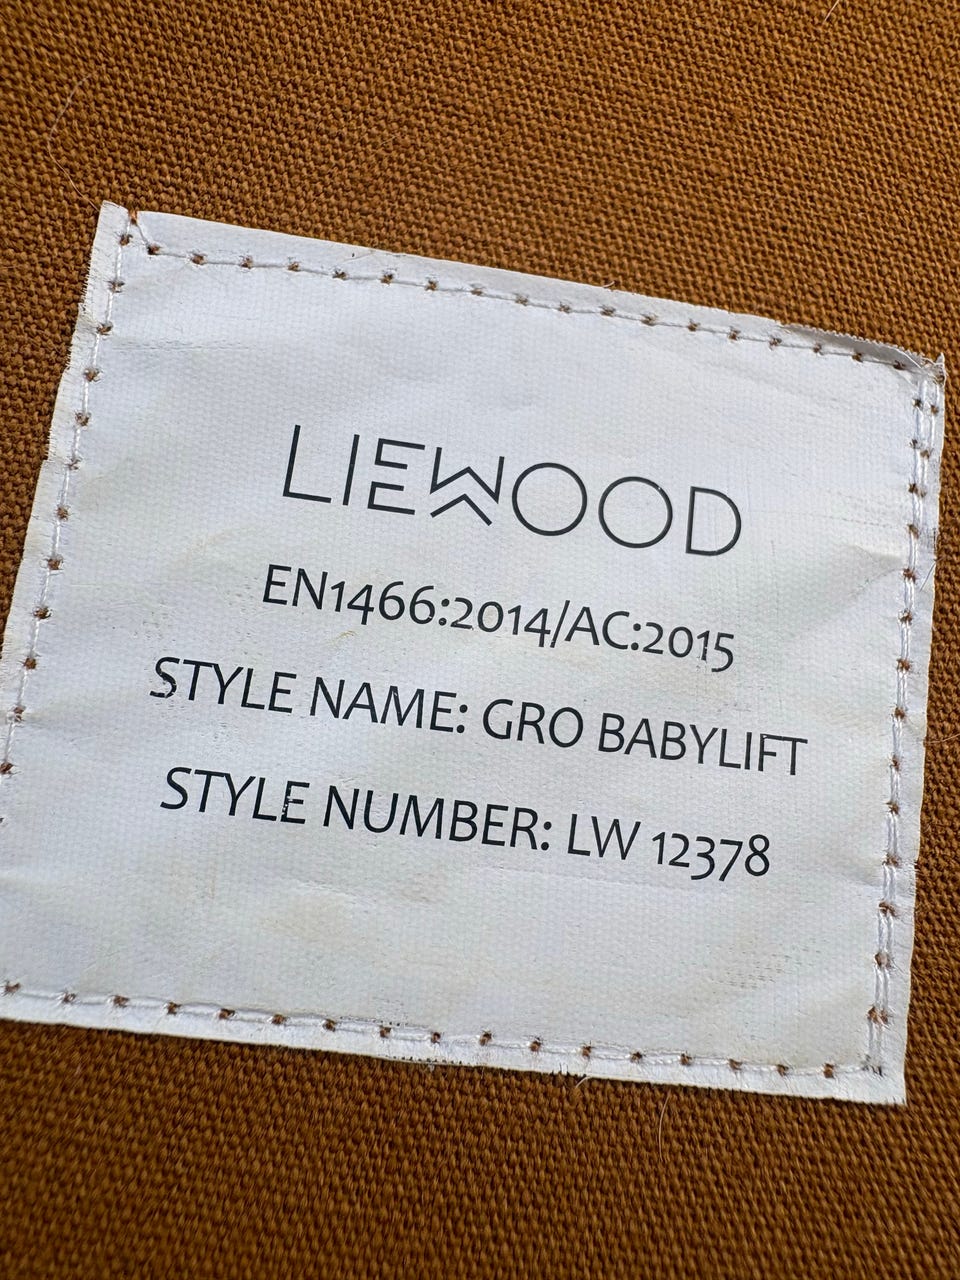 LIEWOOD
EN1466:2014/AC:2015
STYLE NAME: GRO BABYLIFT
STYLE NUMBER: LW 12378